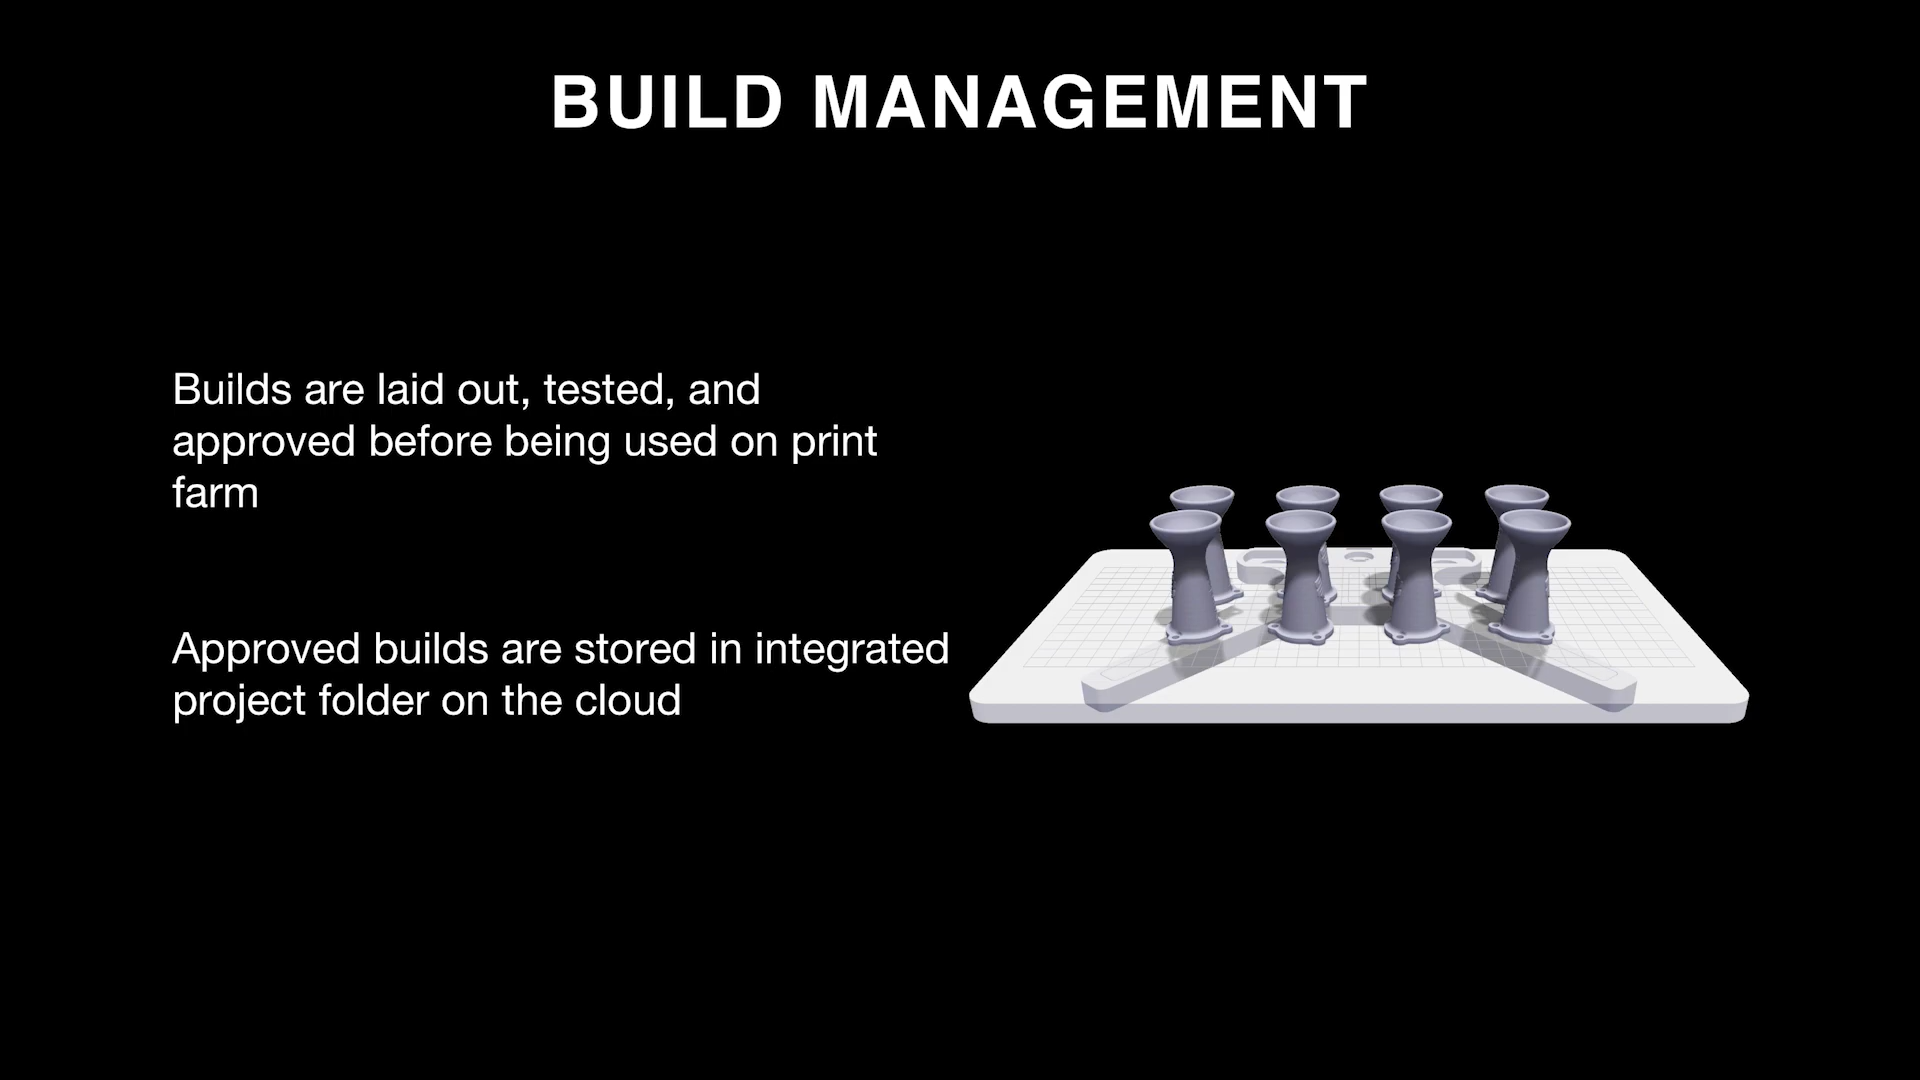 BUILD MANAGEMENT
Builds are laid out, tested, and
approved before being used on print
farm
Approved builds are stored in integrated
project folder on the cloud